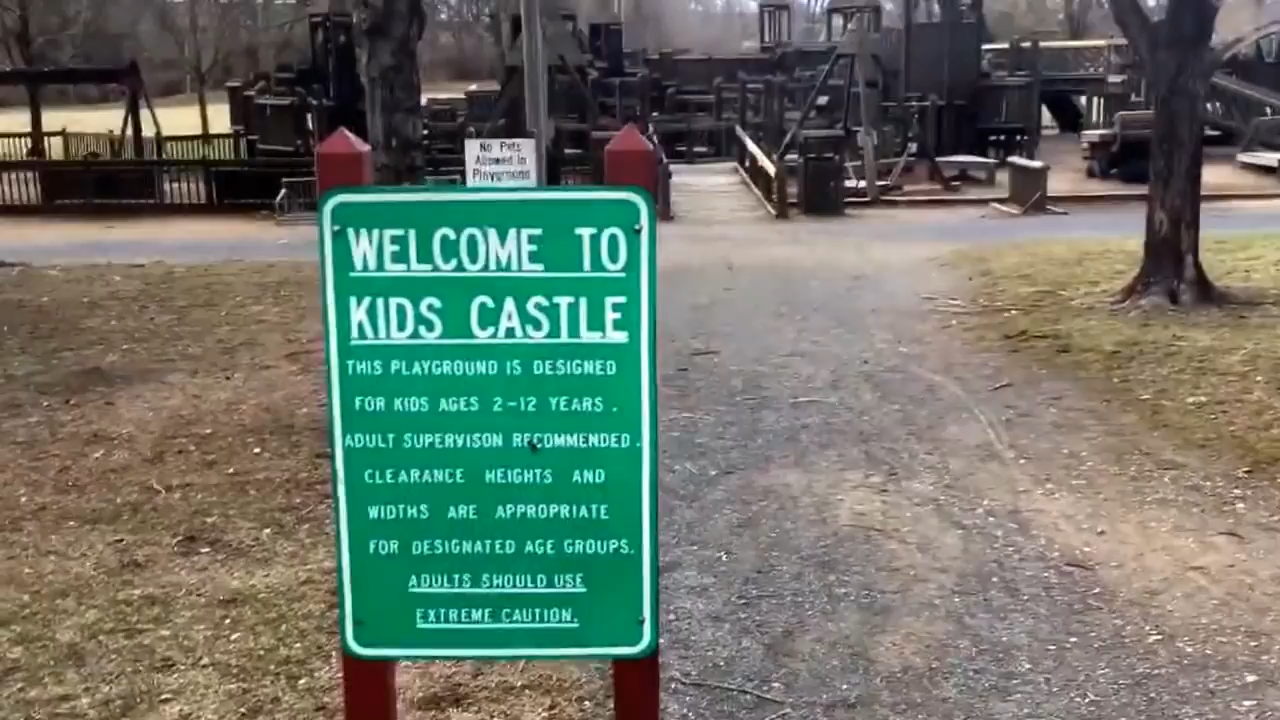 No Pets
Allowed In
Playground
WELCOME TO
KIDS CASTLE
THIS PLAYGROUND IS DESIGNED
FOR KIDS AGES 2-12 YEARS.
ADULT SUPERVISON RECOMMENDED.
CLEARANCE HEIGHTS AND
WIDTHS ARE APPROPRIATE
FOR DESIGNATED AGE GROUPS.
ADULTS SHOULD USE
EXTREME CAUTION.